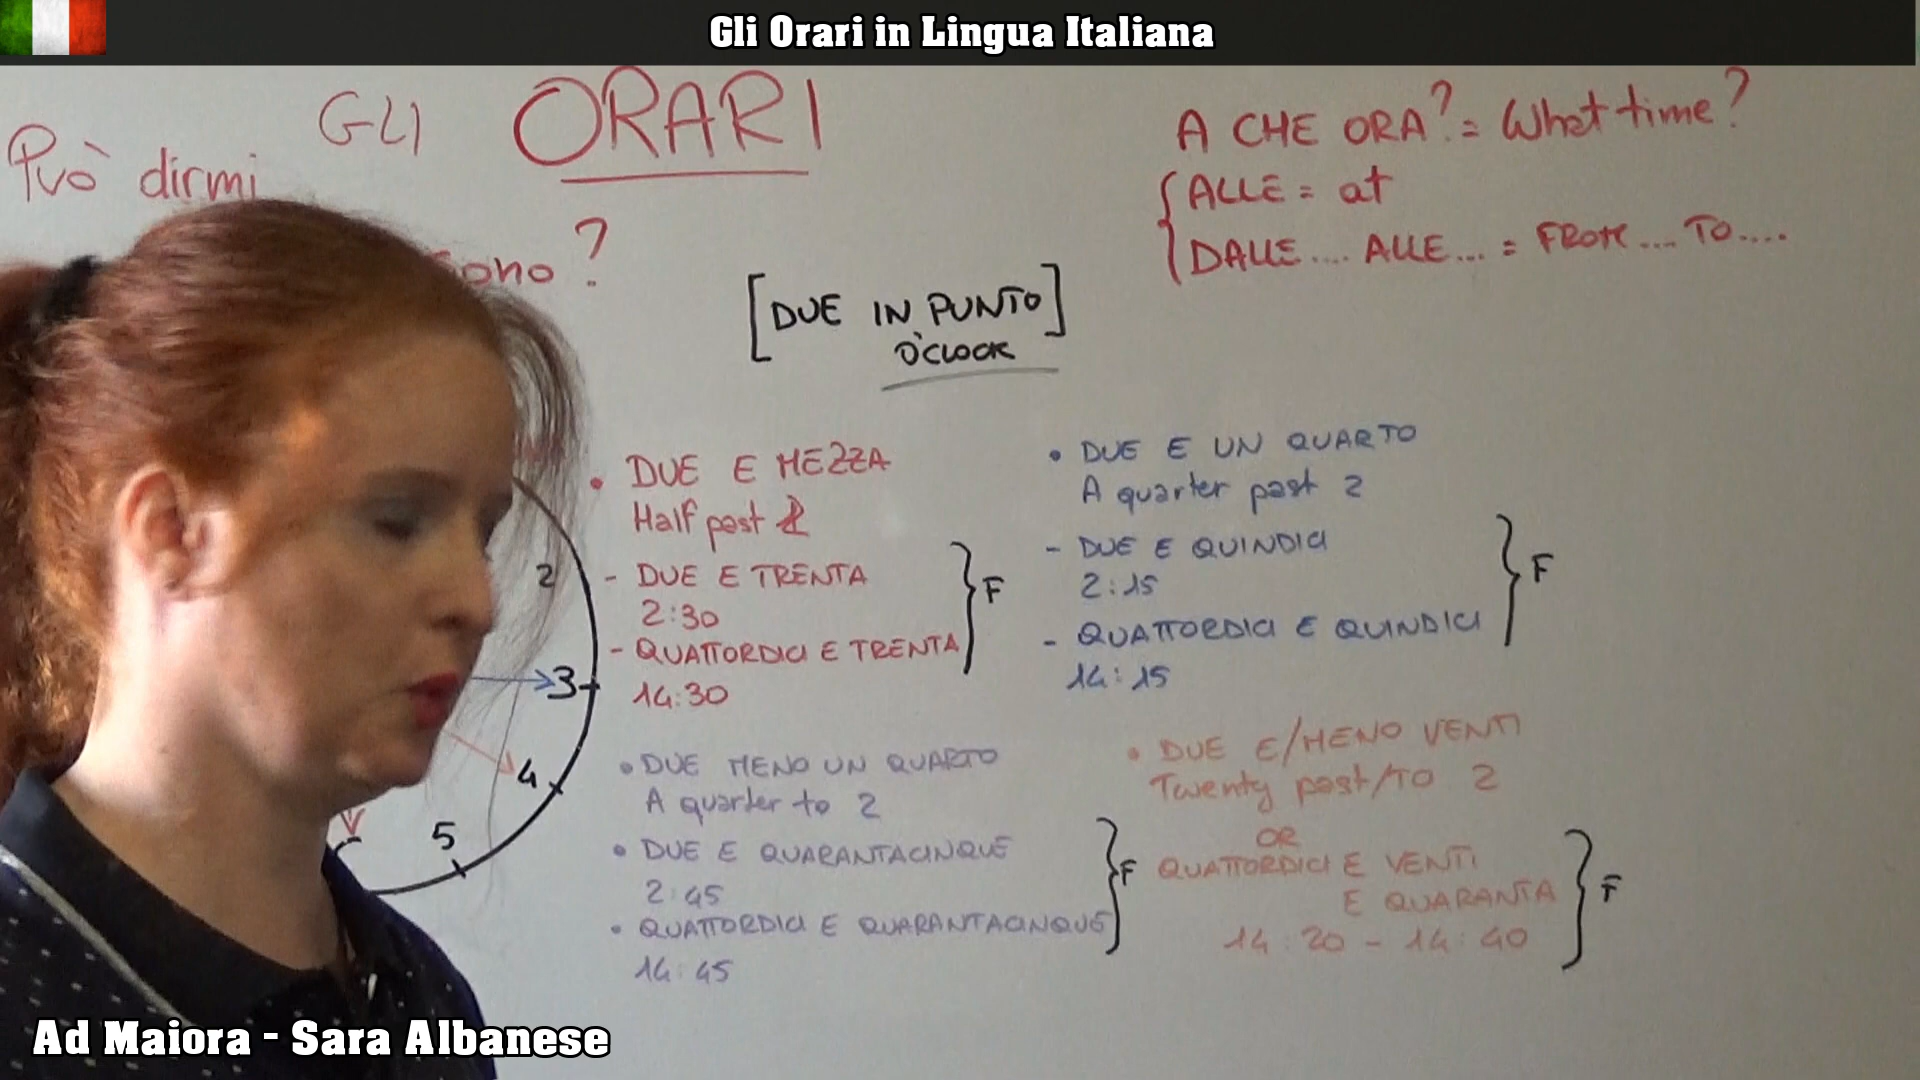 Gli Orari in Lingua Italiana
GLI ORARI
Può dirmi
sono?
A CHE ORA? = What time?
ALLE = at
DALLE.... ALLE... = FROM.... TO....
[DUE IN PUNTO]
O'CLOCK
• DUE E MEZZA
Half past 2
- DUE E TRENTA
2:30
- QUATTORDICI E TRENTA
14:30
F
• DUE E UN QUARTO
A quarter past 2
- DUE E QUINDICI
2:15
- QUATTORDICI E QUINDICI
14:15
F
2
3
4
5
• DUE MENO UN QUARTO
A quarter to 2
• DUE E QUARANTACINQUE
2:45
• QUATTORDICI E QUARANTACINQUE
14:45
F
• DUE E/MENO VENTI
Twenty past/TO 2
OR
QUATTORDICI E VENTI
E QUARANTA
14:20 - 14:40
F
Ad Maiora - Sara Albanese